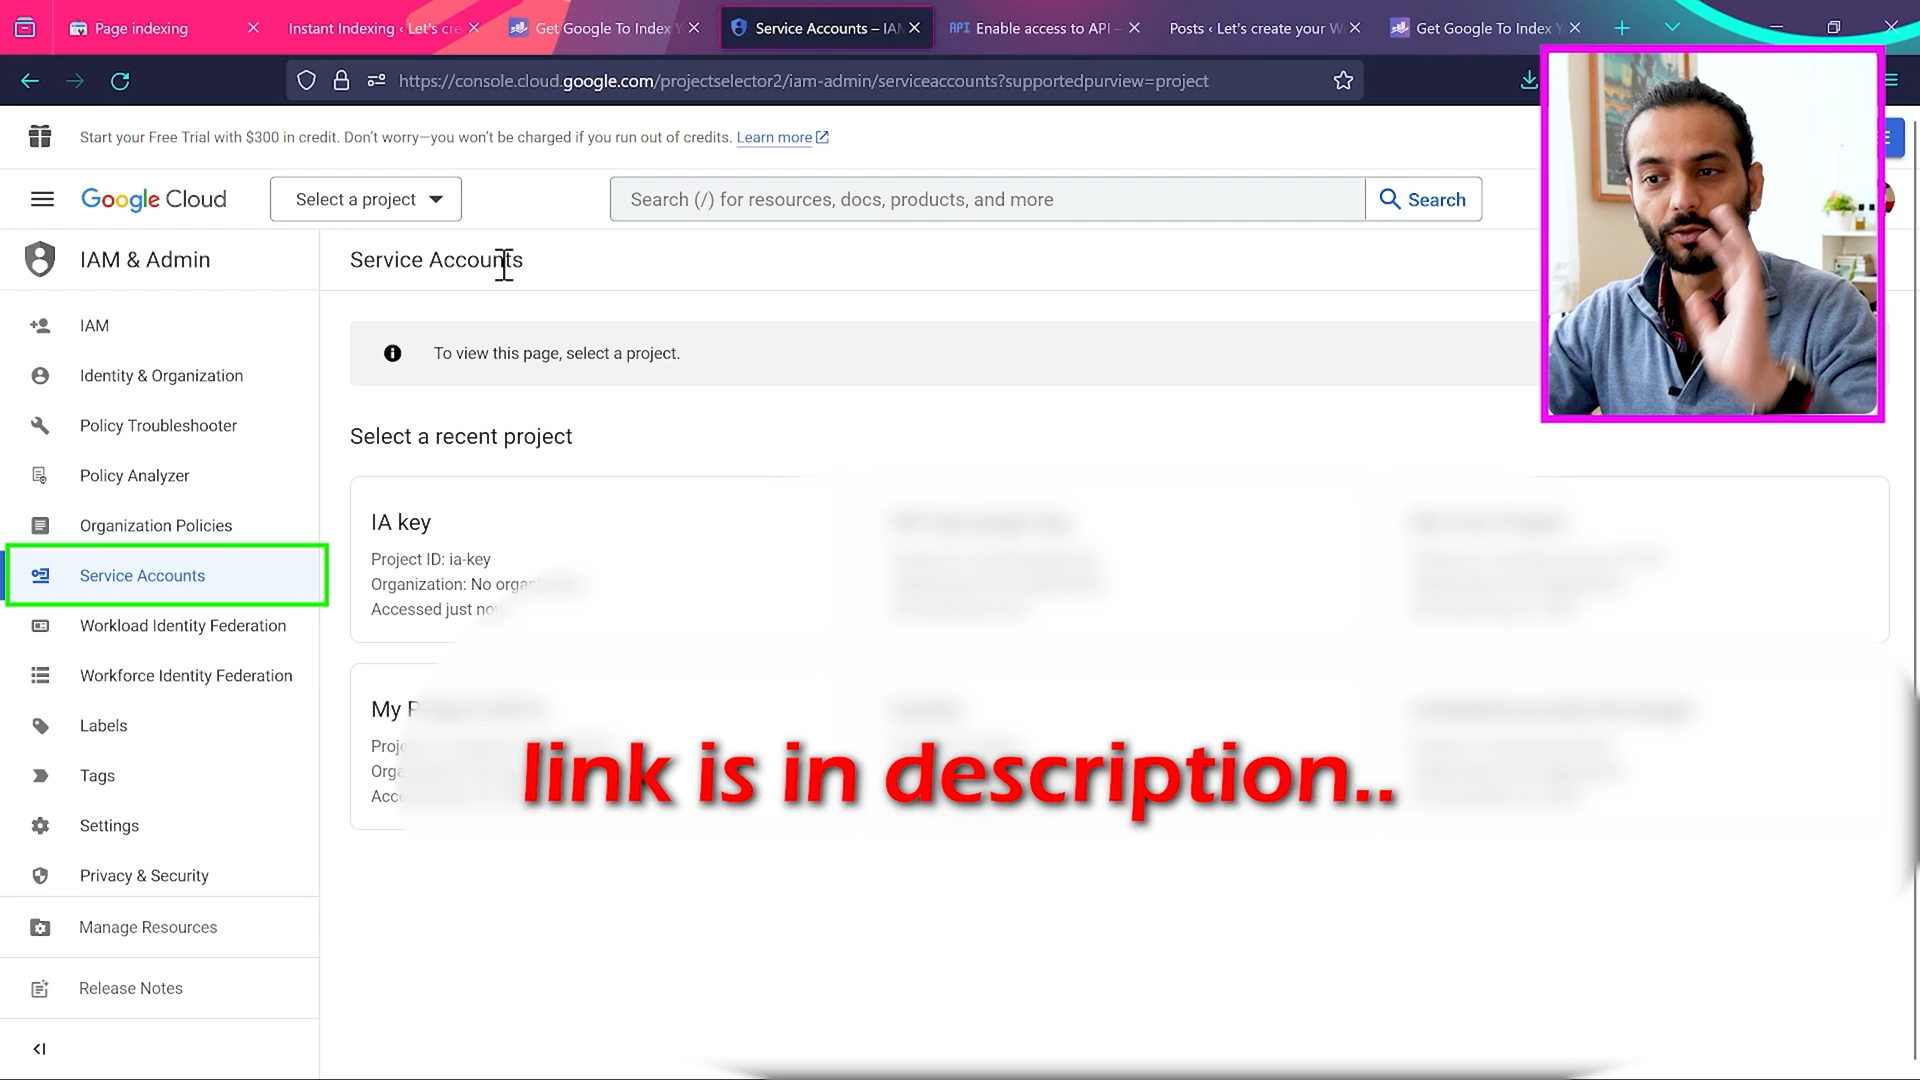 Page indexing
Instant Indexing ‹ Let's cre
Get Google To Index Y
Service Accounts – IAM
API Enable access to API –
Posts ‹ Let's create your W
Get Google To Index Y
https://console.cloud.google.com/projectselector2/iam-admin/serviceaccounts?supportedpurview=project
Start your Free Trial with $300 in credit. Don't worry—you won't be charged if you run out of credits. Learn more
Google Cloud
Select a project
Search (/) for resources, docs, products, and more
Search
IAM & Admin
Service Accounts
IAM
Identity & Organization
Policy Troubleshooter
Policy Analyzer
Organization Policies
Service Accounts
Workload Identity Federation
Workforce Identity Federation
Labels
Tags
Settings
Privacy & Security
Manage Resources
Release Notes
To view this page, select a project.
Select a recent project
IA key
Project ID: ia-key
Organization: No organ
Accessed just now
My P
Proje
Orga
Acc
link is in description..